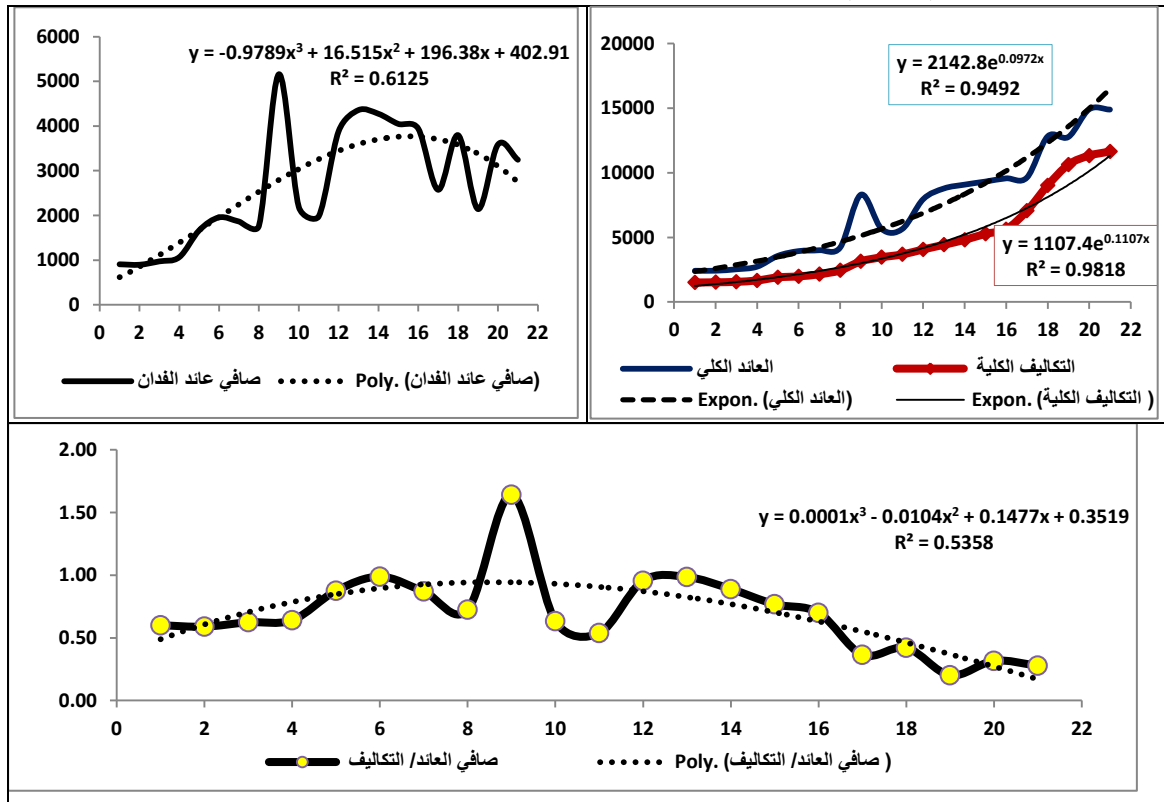 6000
5000
4000
3000
2000
1000
0
y = -0.9789x³ + 16.515x² + 196.38x + 402.91
R² = 0.6125
0 2 4 6 8 10 12 14 16 18 20 22
صافي عائد الفدان
Poly. (صافي عائد الفدان)
20000
15000
10000
5000
0
y = 2142.8e^0.0972x
R² = 0.9492
y = 1107.4e^0.1107x
R² = 0.9818
0 2 4 6 8 10 12 14 16 18 20 22
العائد الكلي
التكاليف الكلية
Expon. (العائد الكلي)
Expon. (التكاليف الكلية )
2.00
1.50
1.00
0.50
0.00
y = 0.0001x³ - 0.0104x² + 0.1477x + 0.3519
R² = 0.5358
0 2 4 6 8 10 12 14 16 18 20 22
صافي العائد/ التكاليف
Poly. (صافي العائد/ التكاليف )